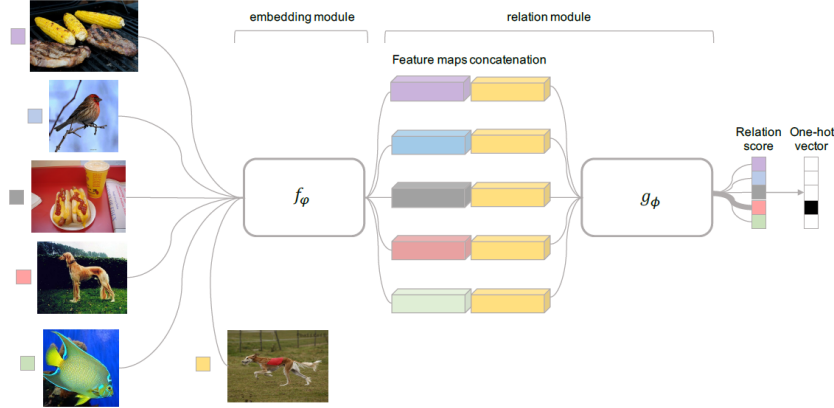 embedding module
relation module
Feature maps concatenation
Relation
score
One-hot
vector
f𝜑
g𝜙